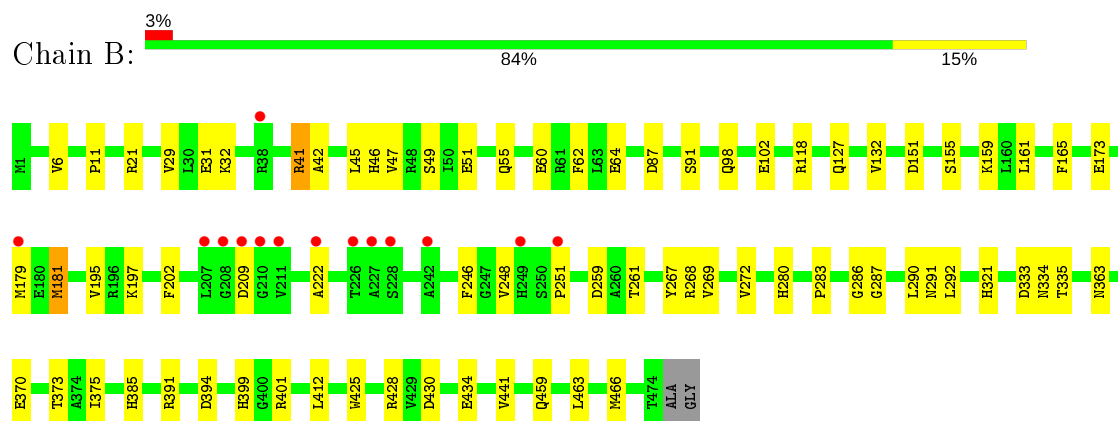 3%
Chain B:
84% 15%
M1 V6 P11 R21 V29 L30 E31 K32 R38 R41 A42 L45 H46 V47 R48 S49 I50 E51 Q55 E60 R61 F62 L63 E64 D87 S91 Q98 E102 R118 Q127 V132 D151 S155 K159 L160 L161 F165 E173
M179 E180 M181 V195 R196 K197 F202 L207 G208 D209 G210 V211 A222 T226 A227 S228 A242 F246 G247 V248 H249 S250 P251 D259 A260 T261 Y267 R268 V269 V272 H280 P283 G286 G287 L290 N291 L292 H321 D333 N334 T335 N363
E370 T373 A374 I375 H385 R391 D394 H399 G400 R401 L412 W425 R428 V429 D430 E434 V441 Q459 L463 M466 T474 ALA GLY